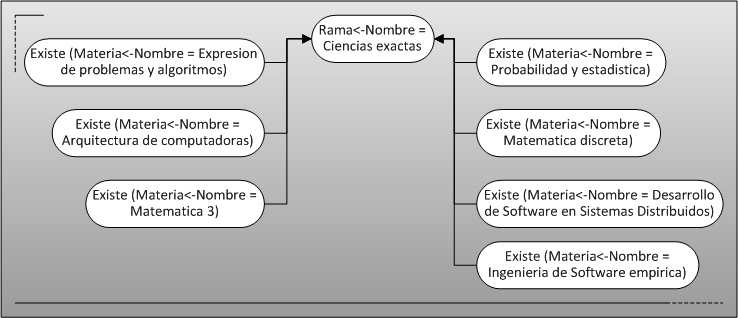 Rama<-Nombre =
Ciencias exactas
Existe (Materia<-Nombre = Expresion
de problemas y algoritmos)
Existe (Materia<-Nombre =
Arquitectura de computadoras)
Existe (Materia<-Nombre =
Matematica 3)
Existe (Materia<-Nombre =
Probabilidad y estadistica)
Existe (Materia<-Nombre =
Matematica discreta)
Existe (Materia<-Nombre = Desarrollo
de Software en Sistemas Distribuidos)
Existe (Materia<-Nombre =
Ingenieria de Software empirica)